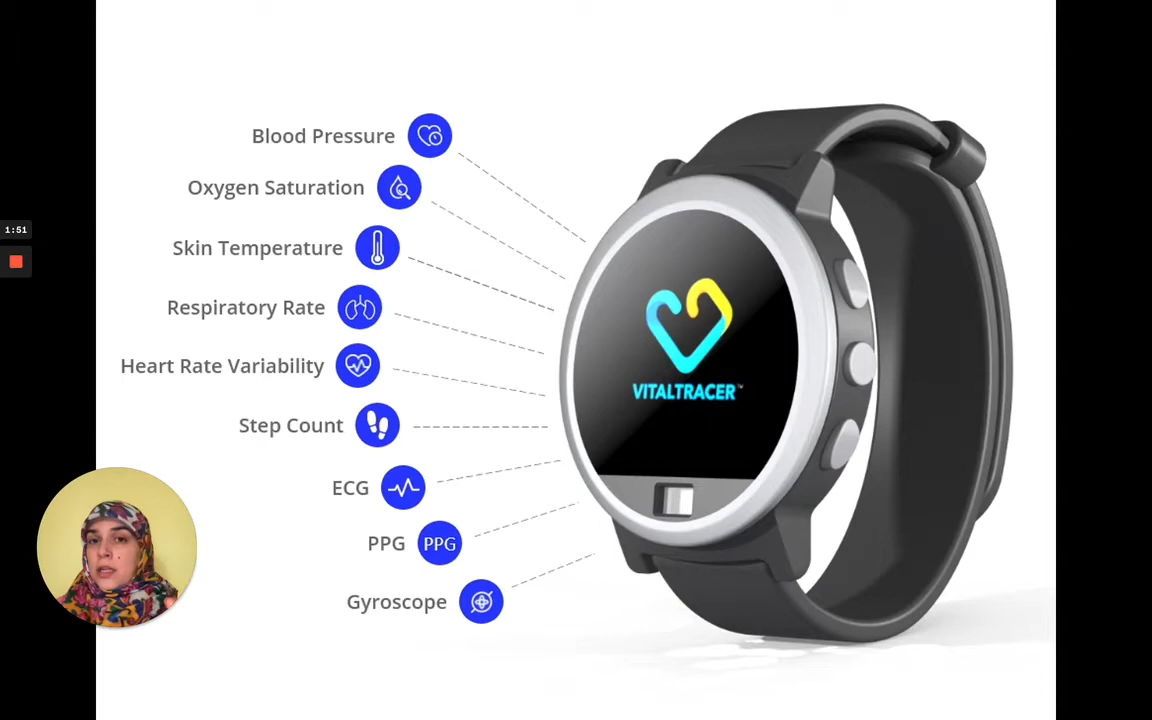 Blood Pressure
Oxygen Saturation
1:51
Skin Temperature
Respiratory Rate
VITALTRACER™
Heart Rate Variability
Step Count
ECG
PPG PPG
Gyroscope